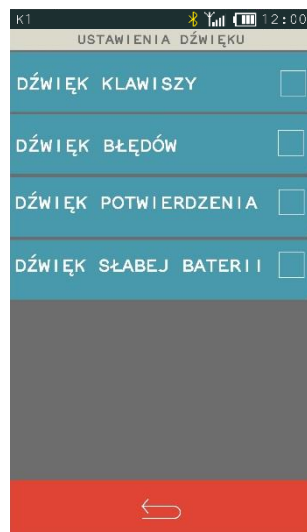 K1 12:00
USTAWIENIA DŹWIĘKU
DŹWIĘK KLAWISZY
DŹWIĘK BŁĘDÓW
DŹWIĘK POTWIERDZENIA
DŹWIĘK SŁABEJ BATERII